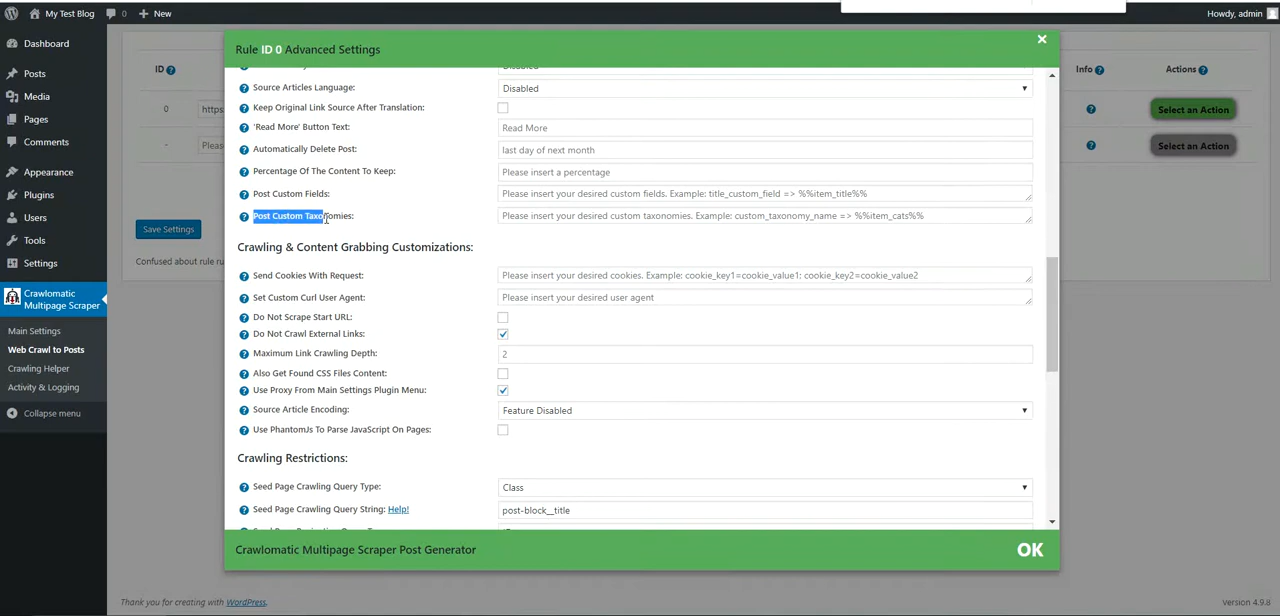 My Test Blog
0
New
Howdy, admin
Dashboard
Posts
Media
Pages
Comments
Appearance
Plugins
Users
Tools
Settings
Crawlomatic
Multipage Scraper
Main Settings
Web Crawl to Posts
Crawling Helper
Activity & Logging
Collapse menu
ID
0
https
-
Save Settings
Confused about rule
Info
Actions
Select an Action
Select an Action
Rule ID 0 Advanced Settings
×
Disabled
Source Articles Language:
Disabled
Keep Original Link Source After Translation:
'Read More' Button Text:
Read More
Automatically Delete Post:
last day of next month
Percentage Of The Content To Keep:
Please insert a percentage
Post Custom Fields:
Please insert your desired custom fields. Example: title_custom_field => %%item_title%%
Post Custom Taxonomies:
Please insert your desired custom taxonomies. Example: custom_taxonomy_name => %%item_cats%%
Crawling & Content Grabbing Customizations:
Send Cookies With Request:
Please insert your desired cookies. Example: cookie_key1=cookie_value1; cookie_key2=cookie_value2
Set Custom Curl User Agent:
Please insert your desired user agent
Do Not Scrape Start URL:
Do Not Crawl External Links:
Maximum Link Crawling Depth:
2
Also Get Found CSS Files Content:
Use Proxy From Main Settings Plugin Menu:
Source Article Encoding:
Feature Disabled
Use PhantomJs To Parse JavaScript On Pages:
Crawling Restrictions:
Seed Page Crawling Query Type:
Class
Seed Page Crawling Query String: Help!
post-block__title
Crawlomatic Multipage Scraper Post Generator
OK
Thank you for creating with WordPress.
Version 4.9.8